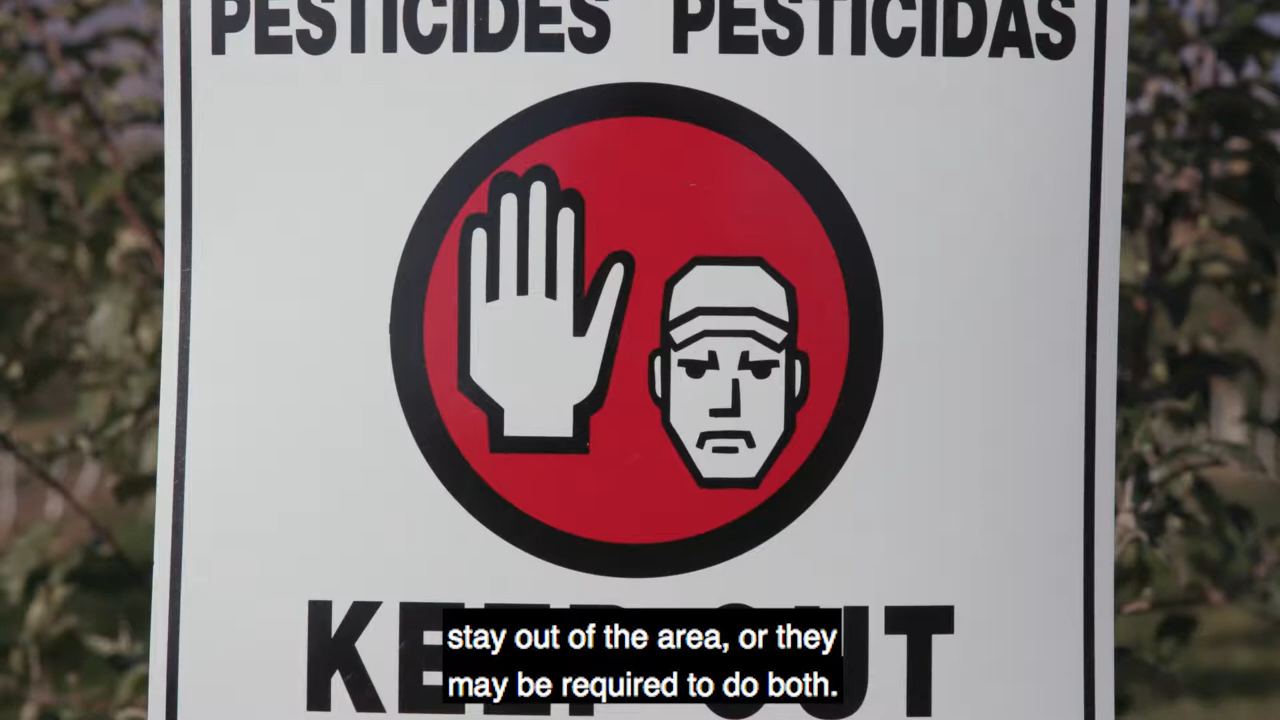 PESTICIDES PESTICIDAS
KEEP OUT
stay out of the area, or they
may be required to do both.